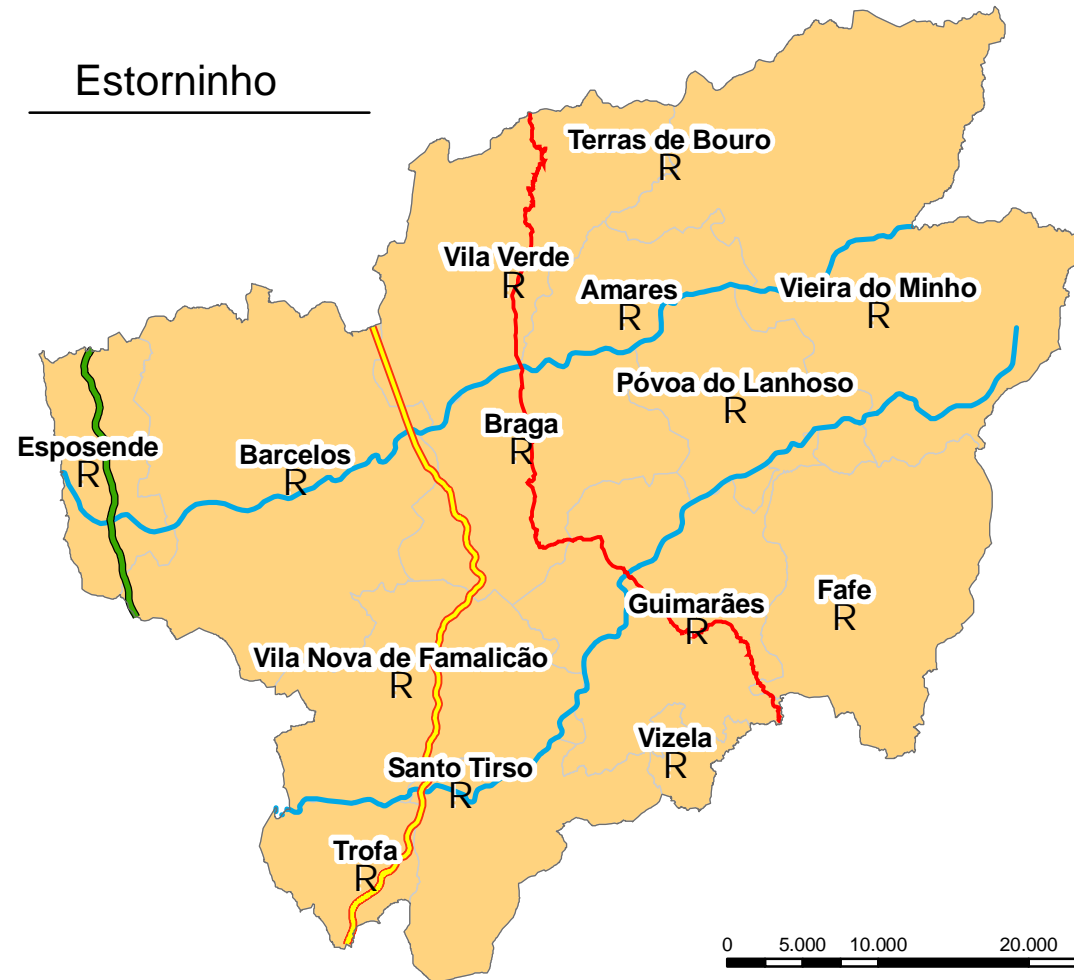 Estorninho
Terras de Bouro
R
Vila Verde
R
Amares
R
Vieira do Minho
R
Póvoa do Lanhoso
R
Braga
R
Esposende
R
Barcelos
R
Guimarães
R
Fafe
R
Vila Nova de Famalicão
R
Vizela
R
Santo Tirso
R
Trofa
R
0 5.000 10.000 20.000